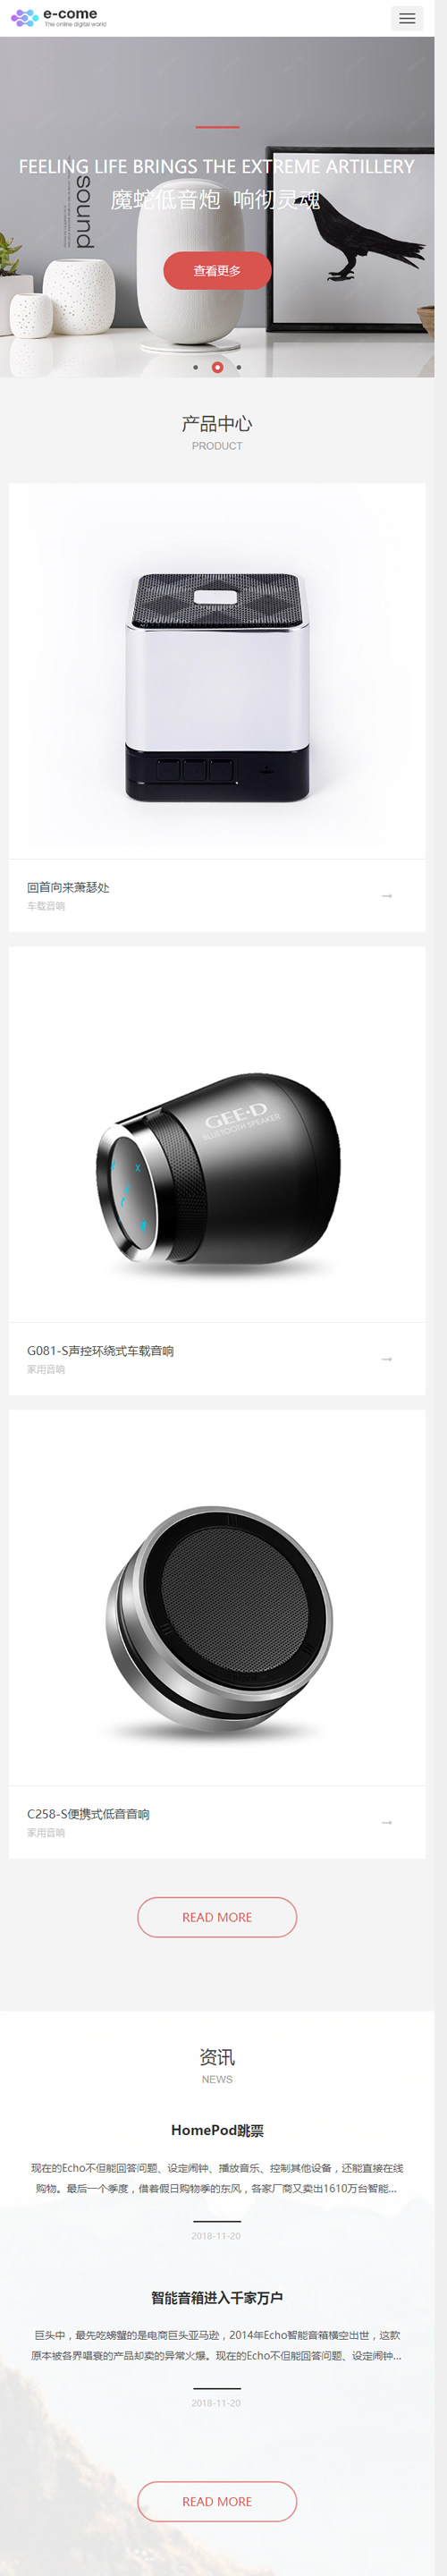 e-come
The online digital world
FEELING LIFE BRINGS THE EXTREME ARTILLERY
魔蛇低音炮 响彻灵魂
sound
查看更多
产品中心
PRODUCT
回首向来萧瑟处
车载音响
GEE·D
BLUETOOTH SPEAKER
G081-S声控环绕式车载音响
家用音响
C258-S便携式低音音响
家用音响
READ MORE
资讯
NEWS
HomePod跳票
现在的Echo不但能回答问题、设定闹钟、播放音乐、控制其他设备，还能直接在线
购物。最后一个季度，借着假日购物季的东风，各家厂商又卖出1610万台智能...
2018-11-20
智能音箱进入千家万户
巨头中，最先吃螃蟹的是电商巨头亚马逊，2014年Echo智能音箱横空出世，这款
原本被各界唱衰的产品却卖的异常火爆。现在的Echo不但能回答问题、设定闹钟...
2018-11-20
READ MORE